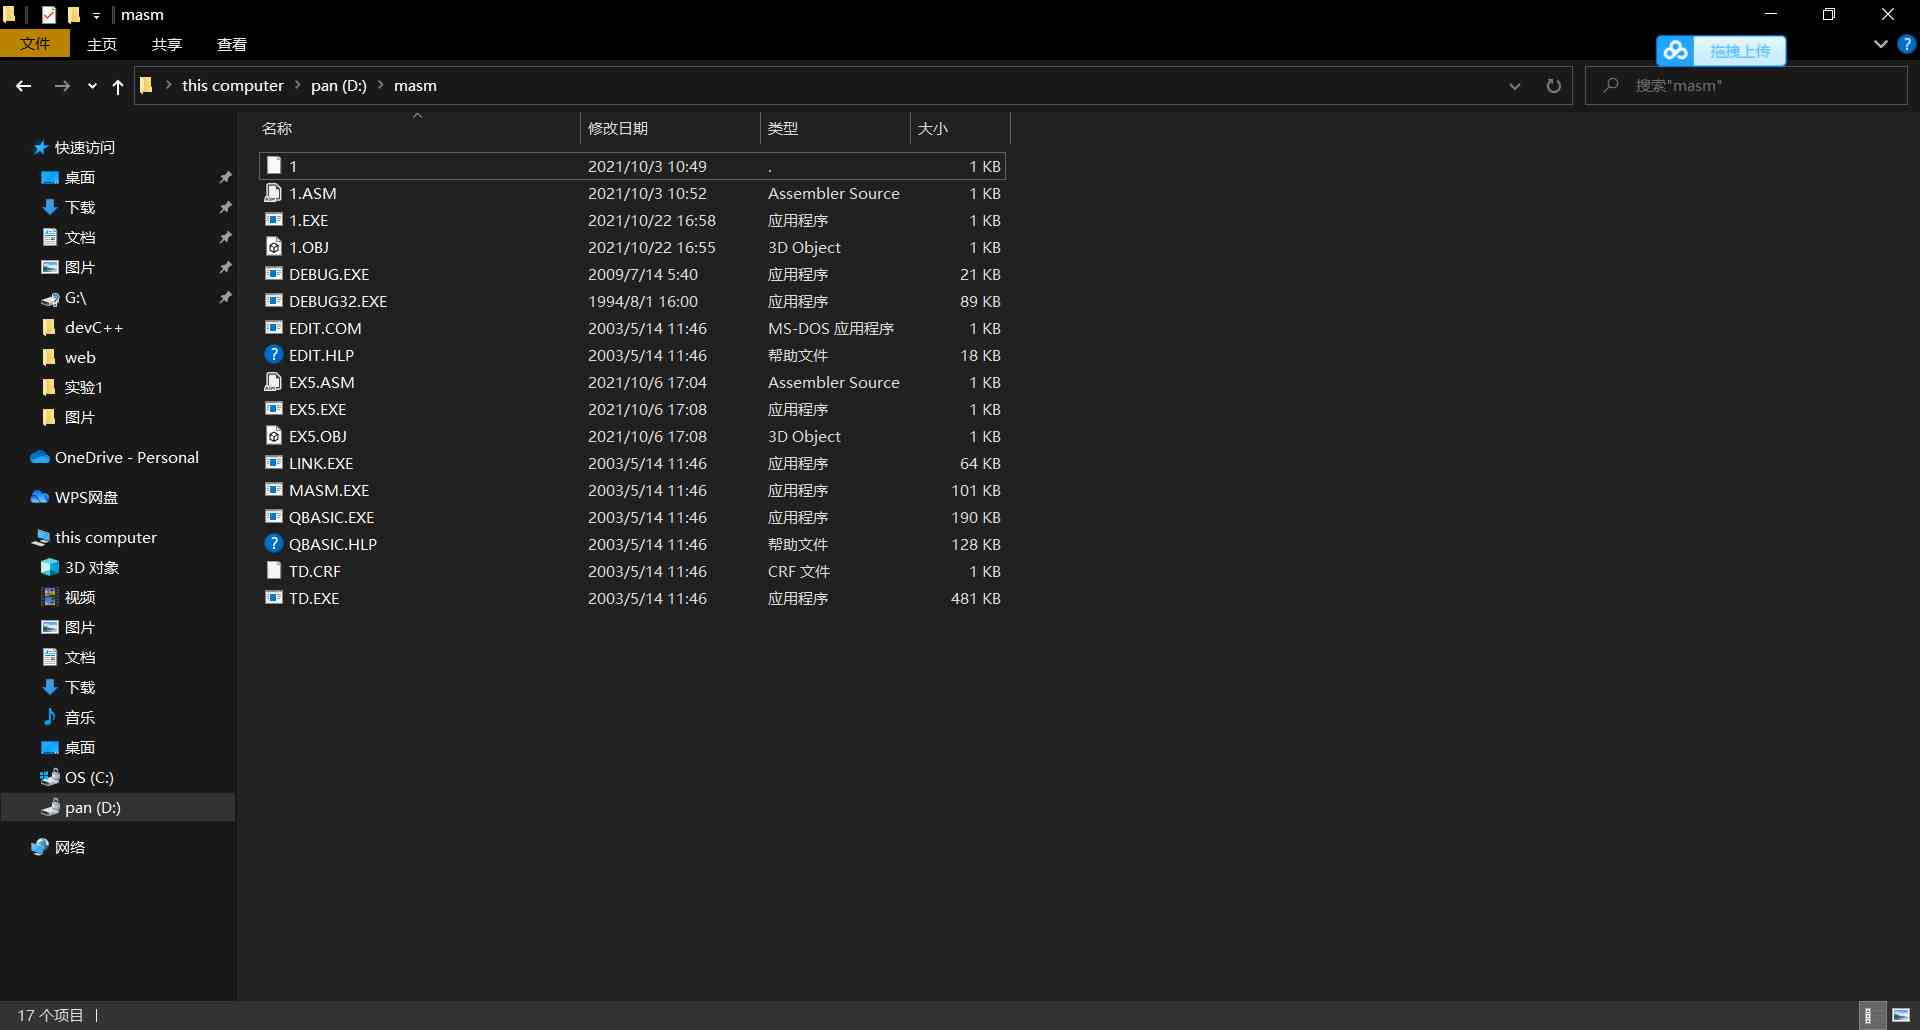 masm
文件 主页 共享 查看
拖拽上传
this computer pan (D:) masm
搜索"masm"
名称 修改日期 类型 大小
1 2021/10/3 10:49 . 1 KB
1.ASM 2021/10/3 10:52 Assembler Source 1 KB
1.EXE 2021/10/22 16:58 应用程序 1 KB
1.OBJ 2021/10/22 16:55 3D Object 1 KB
DEBUG.EXE 2009/7/14 5:40 应用程序 21 KB
DEBUG32.EXE 1994/8/1 16:00 应用程序 89 KB
EDIT.COM 2003/5/14 11:46 MS-DOS 应用程序 1 KB
EDIT.HLP 2003/5/14 11:46 帮助文件 18 KB
EX5.ASM 2021/10/6 17:04 Assembler Source 1 KB
EX5.EXE 2021/10/6 17:08 应用程序 1 KB
EX5.OBJ 2021/10/6 17:08 3D Object 1 KB
LINK.EXE 2003/5/14 11:46 应用程序 64 KB
MASM.EXE 2003/5/14 11:46 应用程序 101 KB
QBASIC.EXE 2003/5/14 11:46 应用程序 190 KB
QBASIC.HLP 2003/5/14 11:46 帮助文件 128 KB
TD.CRF 2003/5/14 11:46 CRF 文件 1 KB
TD.EXE 2003/5/14 11:46 应用程序 481 KB
快速访问
桌面
下载
文档
图片
G:\
devC++
web
实验1
图片
OneDrive - Personal
WPS网盘
this computer
3D 对象
视频
图片
文档
下载
音乐
桌面
OS (C:)
pan (D:)
网络
17 个项目